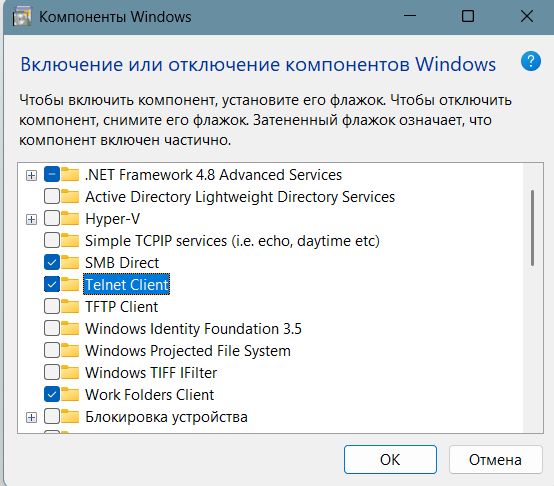 Компоненты Windows
Включение или отключение компонентов Windows
?
Чтобы включить компонент, установите его флажок. Чтобы отключить
компонент, снимите его флажок. Затененный флажок означает, что
компонент включен частично.
.NET Framework 4.8 Advanced Services
Active Directory Lightweight Directory Services
Hyper-V
Simple TCPIP services (i.e. echo, daytime etc)
SMB Direct
Telnet Client
TFTP Client
Windows Identity Foundation 3.5
Windows Projected File System
Windows TIFF IFilter
Work Folders Client
Блокировка устройства
ОК
Отмена